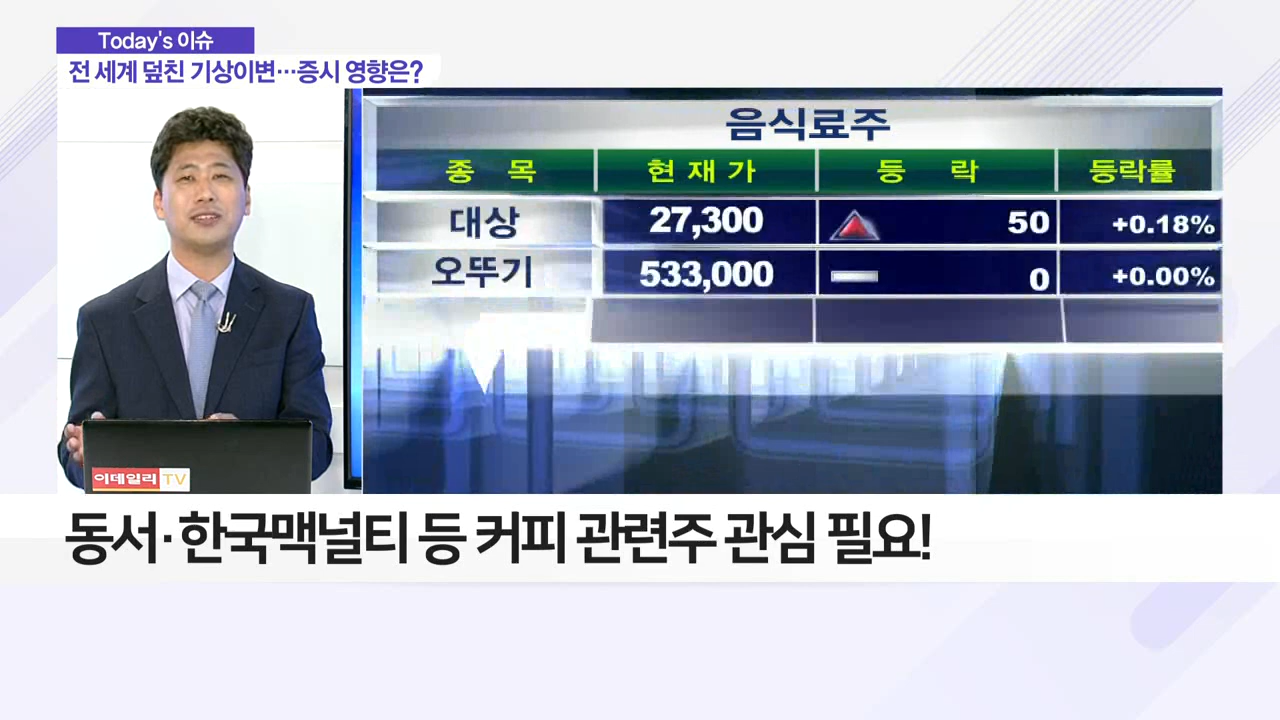 Today's 이슈
전 세계 덮친 기상이변…증시 영향은?
음식료주
종 목 현 재 가 등 락 등락률
대상 27,300 50 +0.18%
오뚜기 533,000 0 +0.00%
이데일리 TV
동서·한국맥널티 등 커피 관련주 관심 필요!